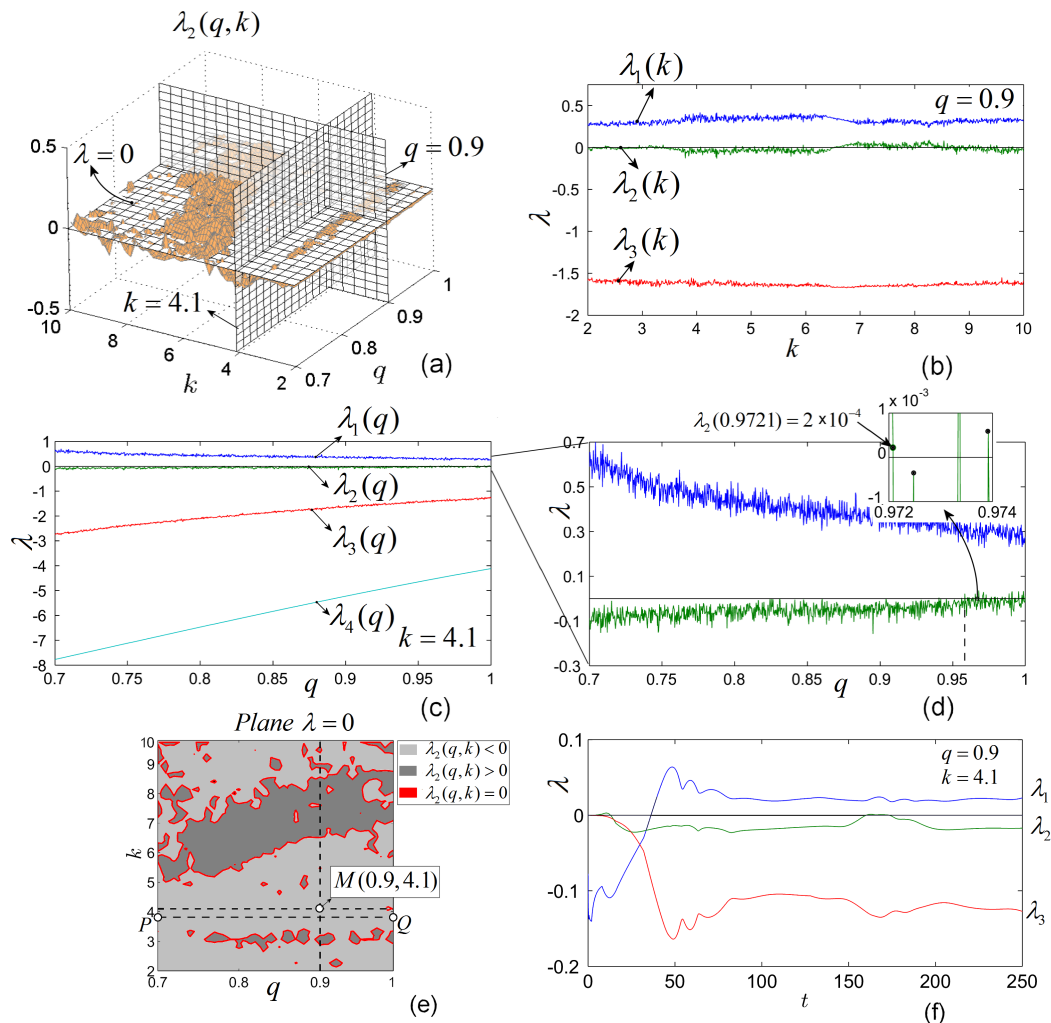 λ₂(q,k)
λ=0
q=0.9
k=4.1
0.5
0
-0.5
10
8
6
4
2
k
0.7
0.8
0.9
1
q
(a)
λ₁(k)
q=0.9
λ₂(k)
λ₃(k)
0.5
0
-0.5
-1
-1.5
-2
λ
2 3 4 5 6 7 8 9 10
k
(b)
λ₁(q)
λ₂(q)
λ₃(q)
λ₄(q)
k=4.1
1
0
-1
-2
-3
-4
-5
-6
-7
-8
λ
0.7 0.75 0.8 0.85 0.9 0.95 1
q
(c)
λ₂(0.9721)=2×10⁻⁴
1 x 10⁻³
0
-1
0.972 0.974
0.7
0.5
0.3
0.1
-0.1
-0.3
λ
0.7 0.75 0.8 0.85 0.9 0.95 1
q
(d)
Plane λ=0
λ₂(q,k)<0
λ₂(q,k)>0
λ₂(q,k)=0
M(0.9,4.1)
P
Q
10
9
8
7
6
5
4
3
2
k
0.7 0.8 0.9 1
q
(e)
q=0.9
k=4.1
λ₁
λ₂
λ₃
0.1
0
-0.1
-0.2
λ
0 50 100 150 200 250
t
(f)